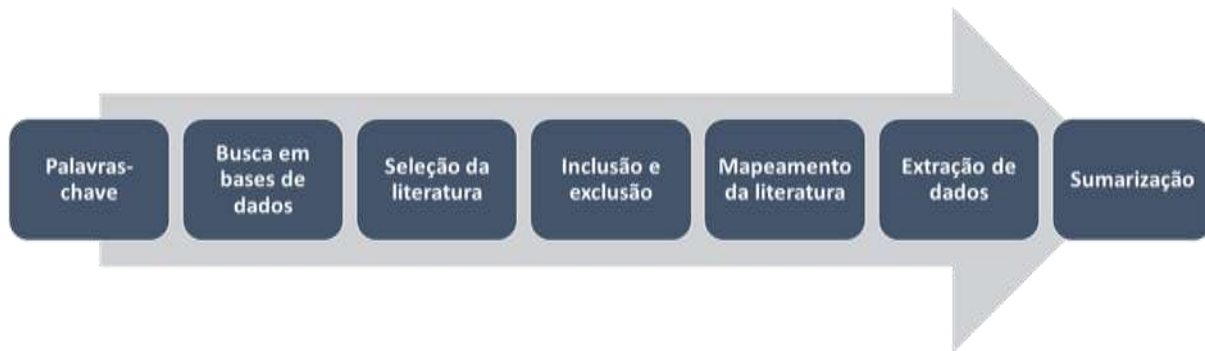 Palavras-
chave
Busca em
bases de
dados
Seleção da
literatura
Inclusão e
exclusão
Mapeamento
da literatura
Extração de
dados
Sumarização